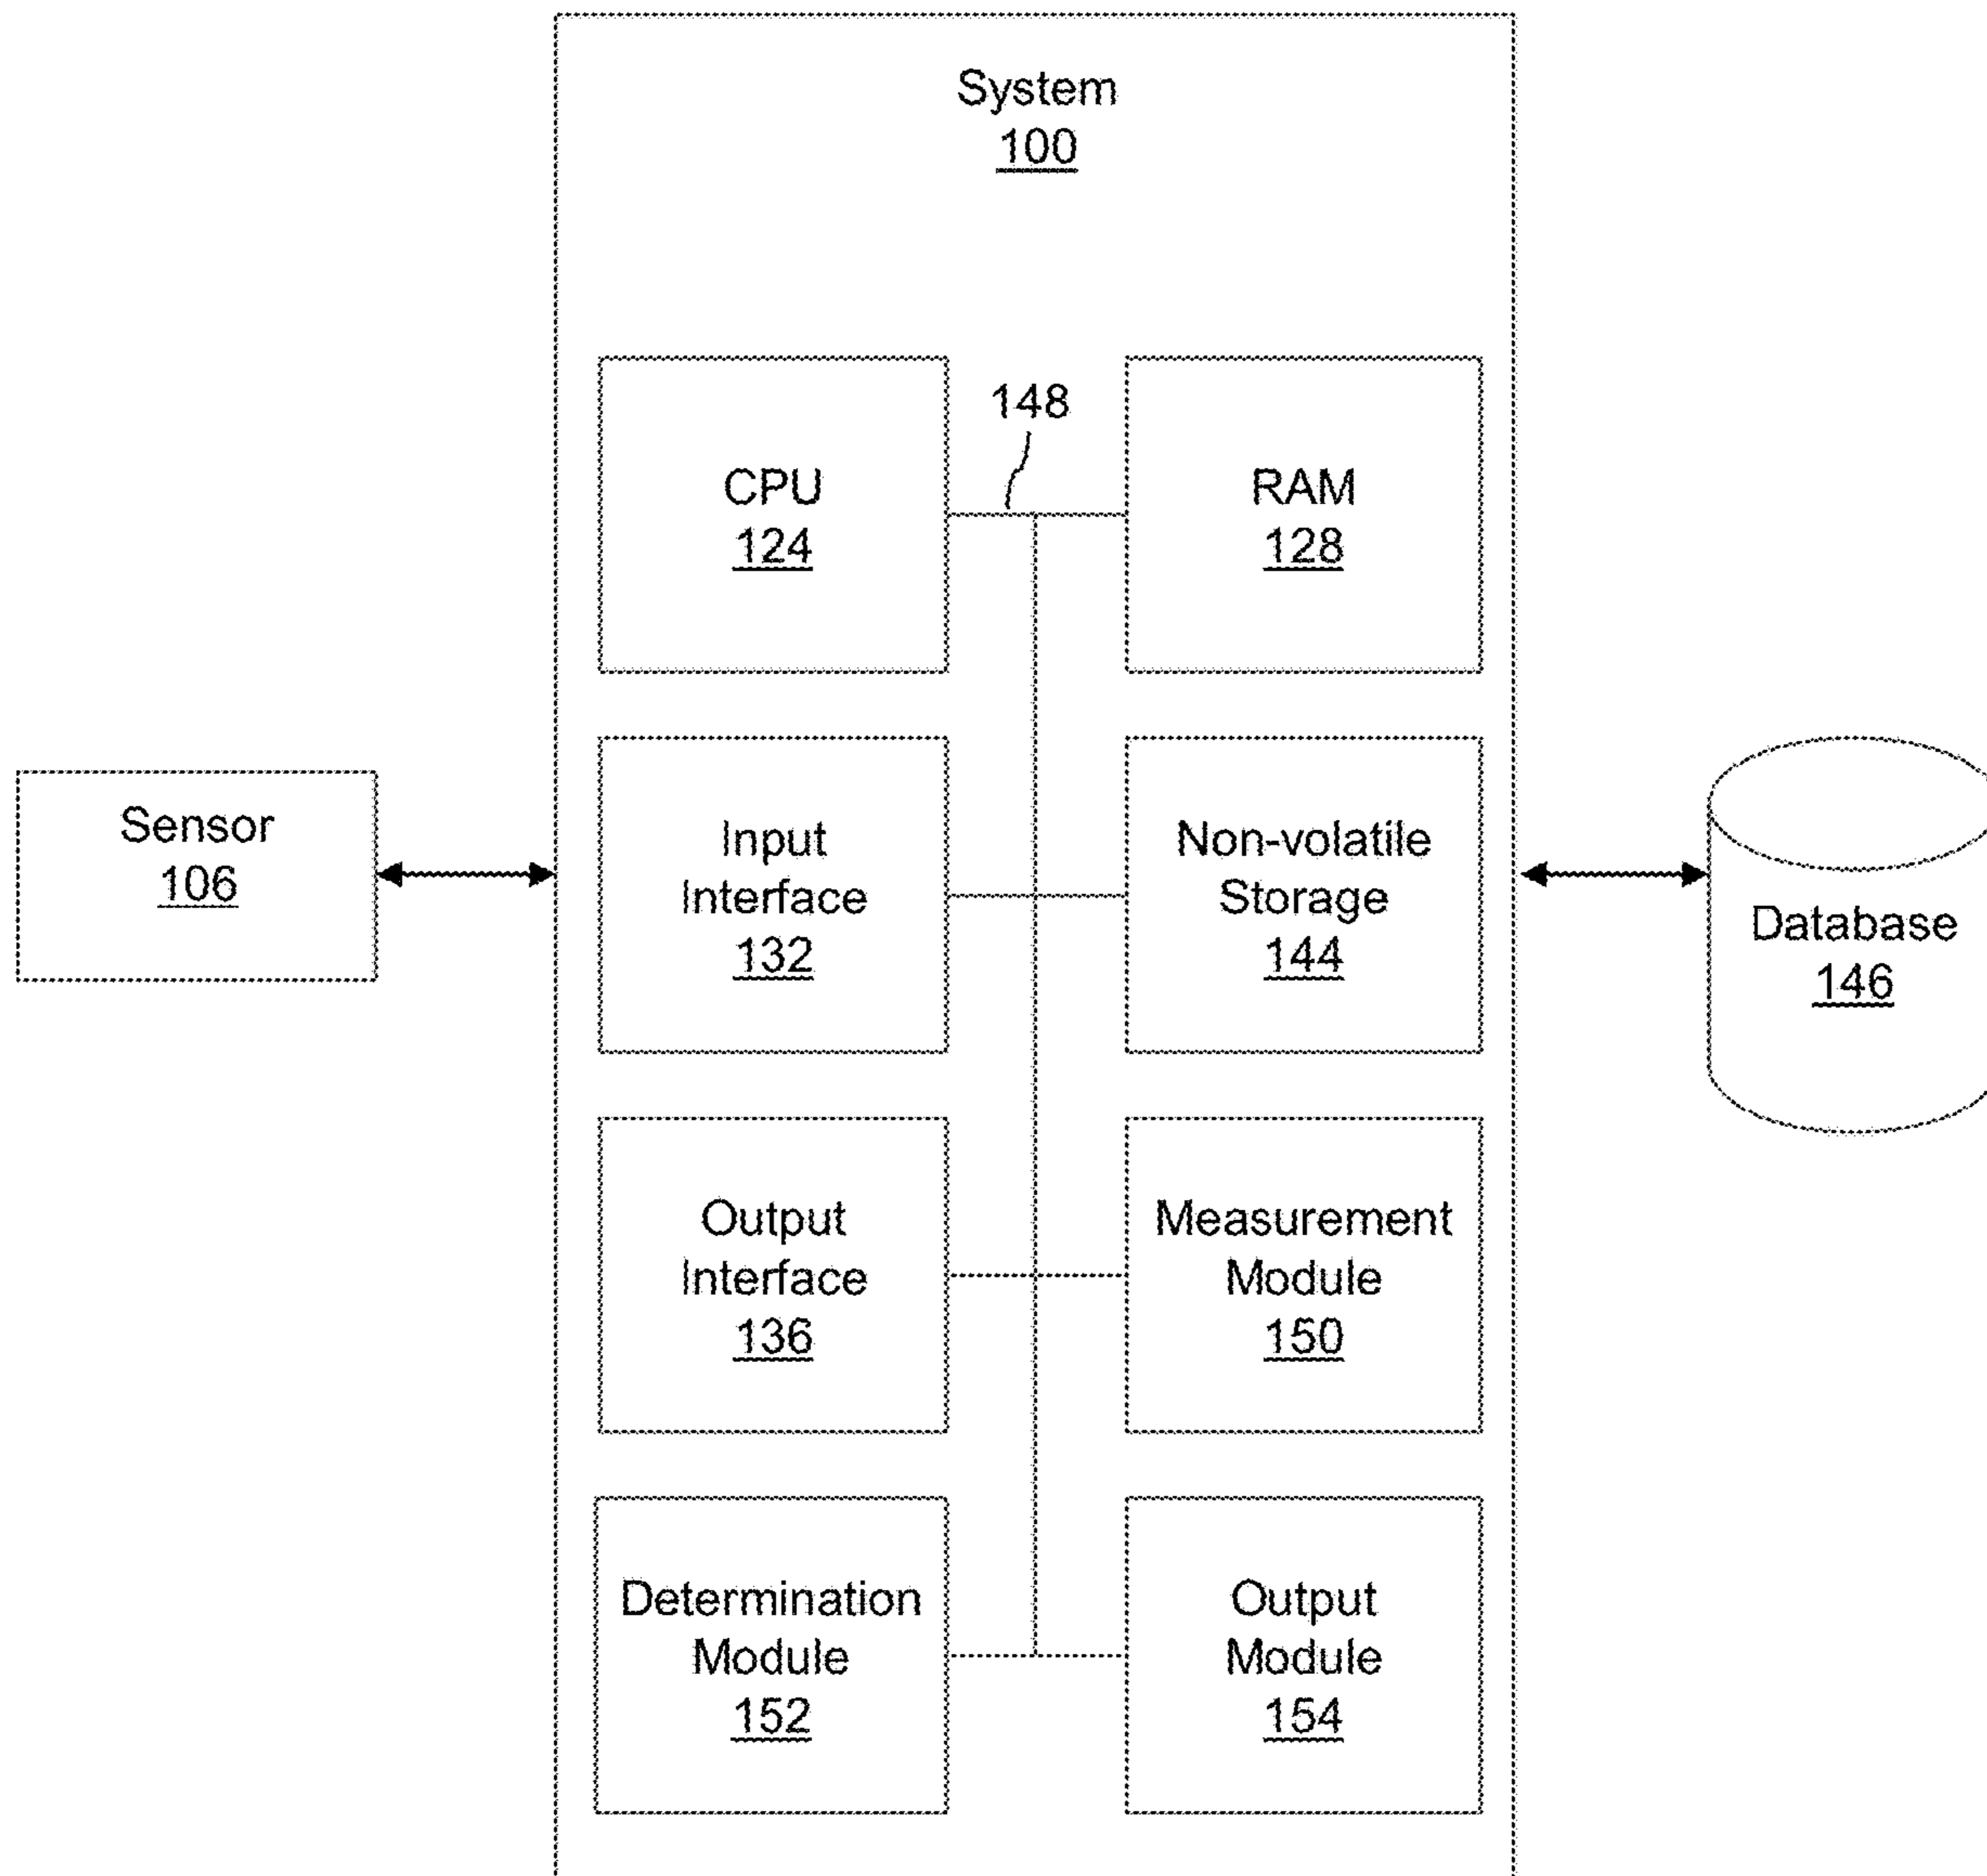 System
100
148
CPU
124
RAM
128
Sensor
106
Input
Interface
132
Non-volatile
Storage
144
Database
146
Output
Interface
136
Measurement
Module
150
Determination
Module
152
Output
Module
154